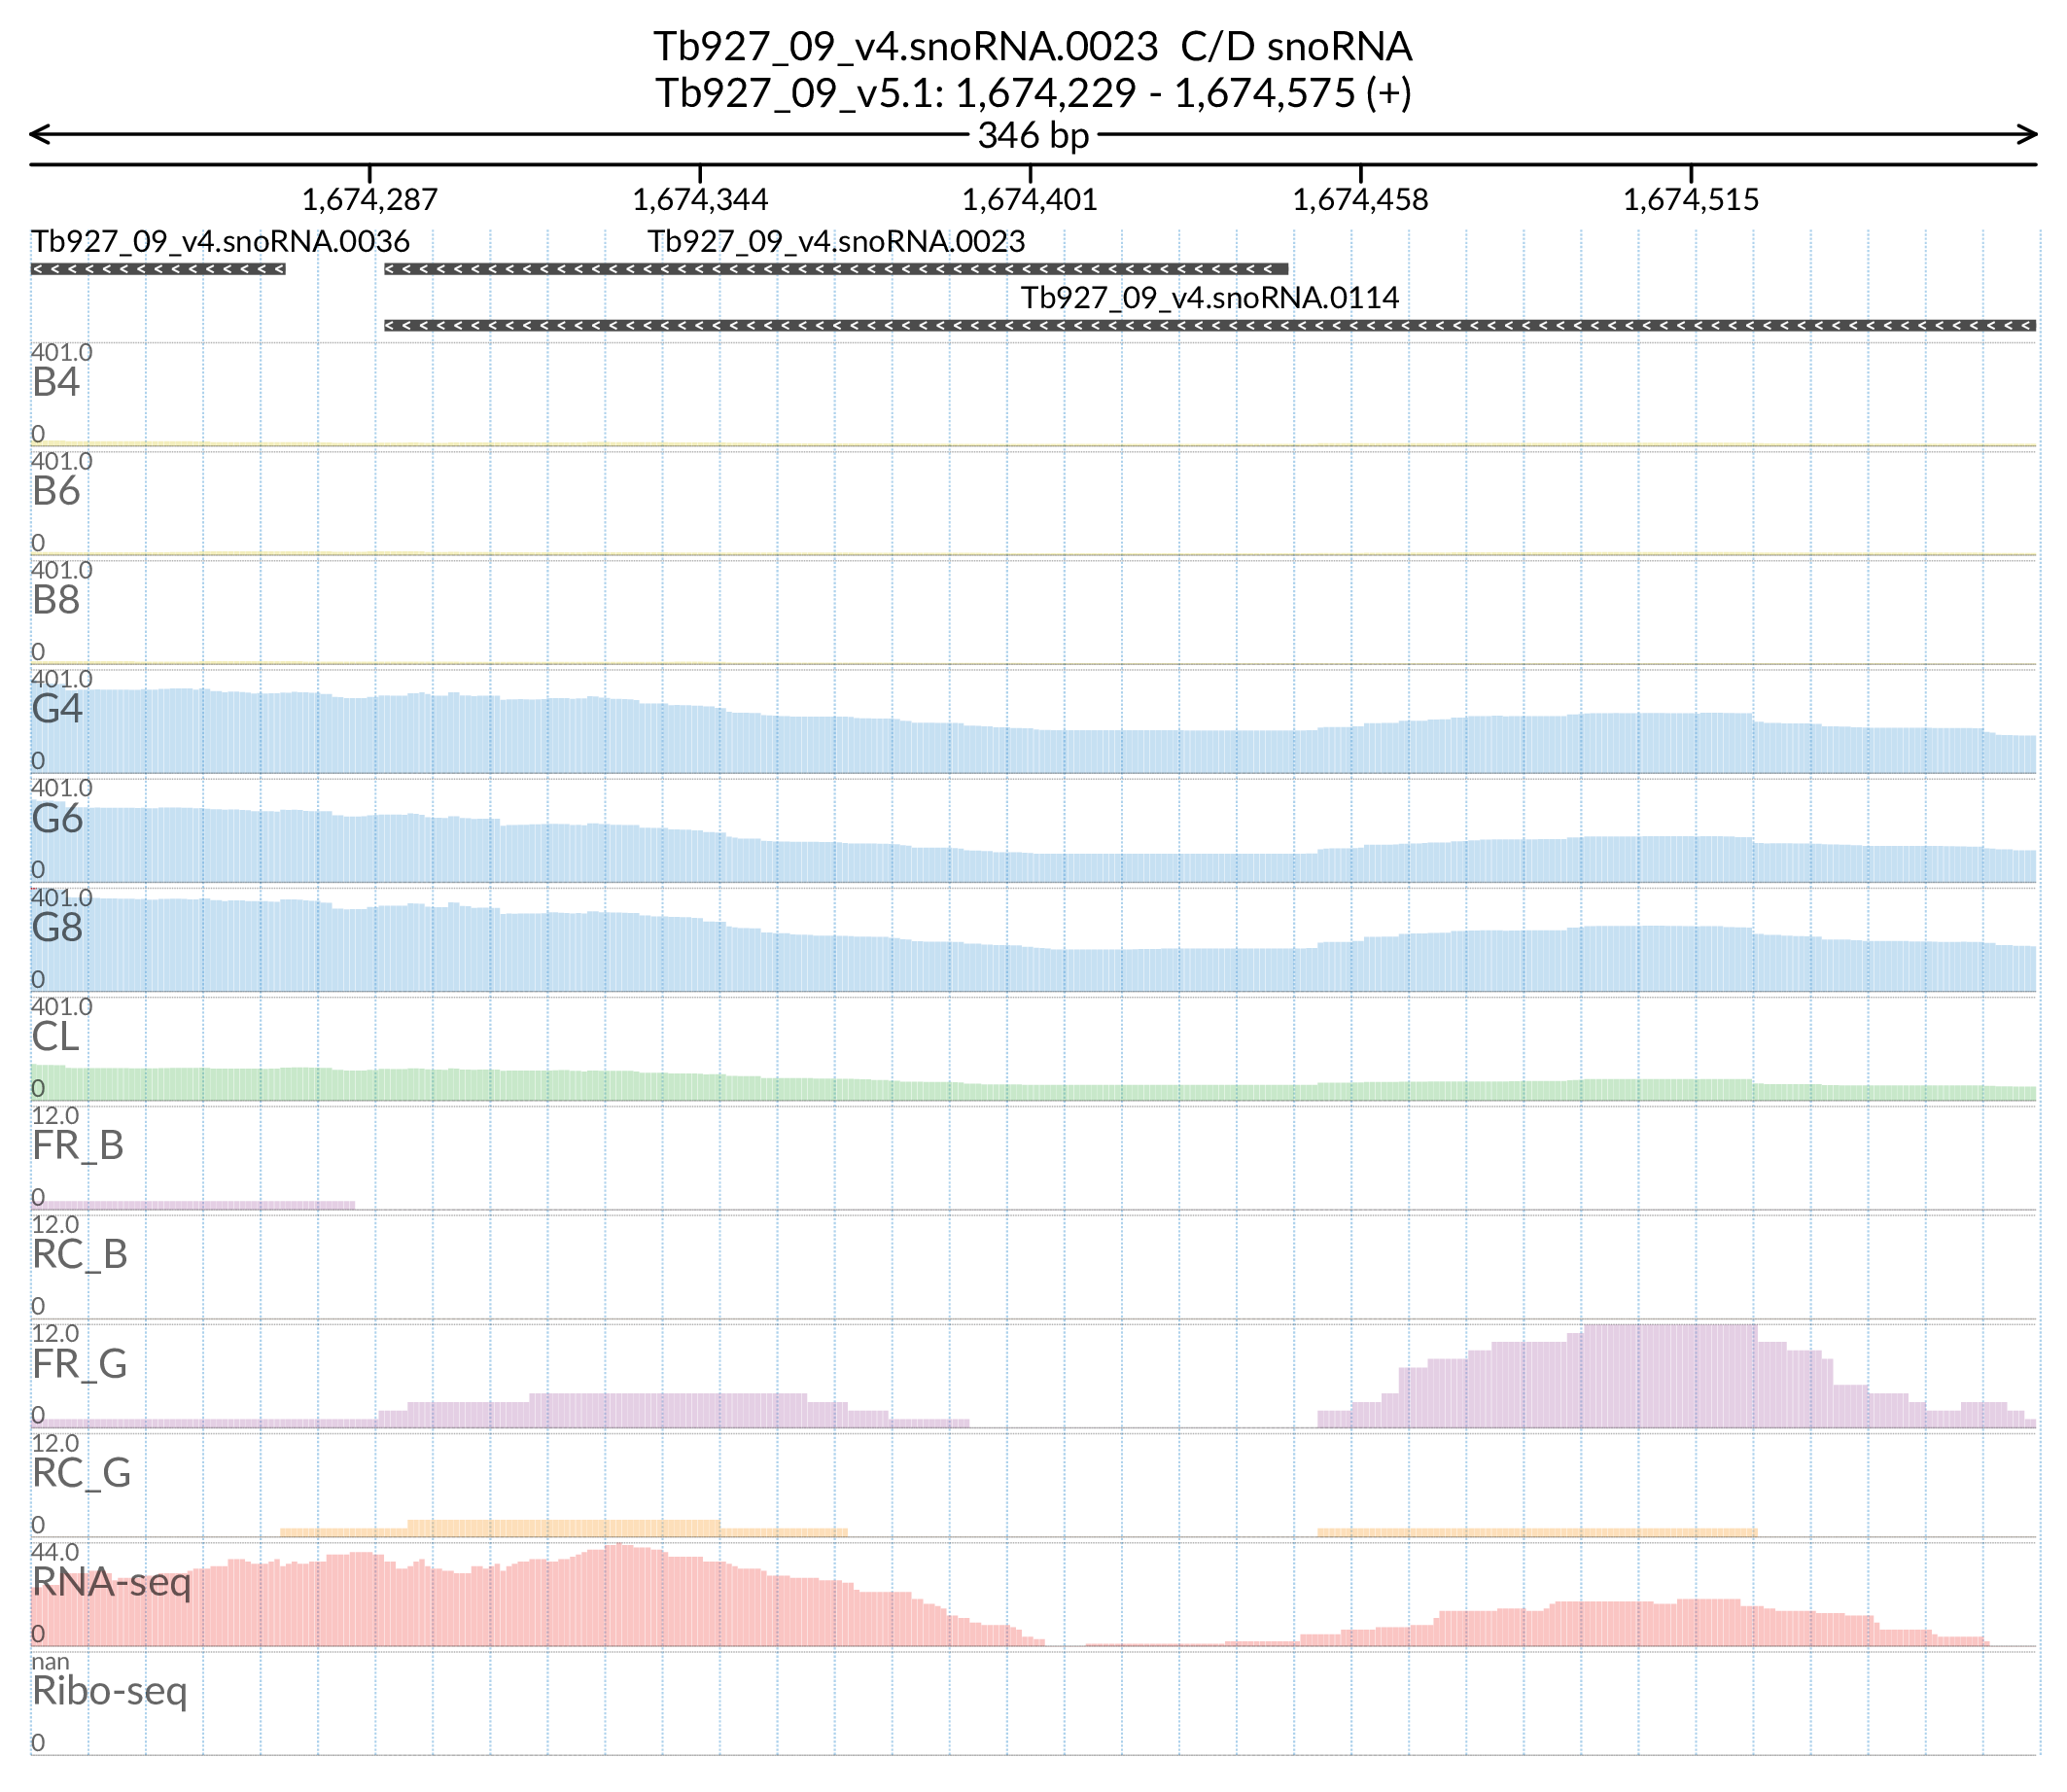 Tb927_09_v4.snoRNA.0023 C/D snoRNA
Tb927_09_v5.1: 1,674,229 - 1,674,575 (+)
346 bp
1,674,287 1,674,344 1,674,401 1,674,458 1,674,515
Tb927_09_v4.snoRNA.0036 Tb927_09_v4.snoRNA.0023
Tb927_09_v4.snoRNA.0114
401.0
B4
0
401.0
B6
0
401.0
B8
0
401.0
G4
0
401.0
G6
0
401.0
G8
0
401.0
CL
0
12.0
FR_B
0
12.0
RC_B
0
12.0
FR_G
0
12.0
RC_G
0
44.0
RNA-seq
0
nan
Ribo-seq
0